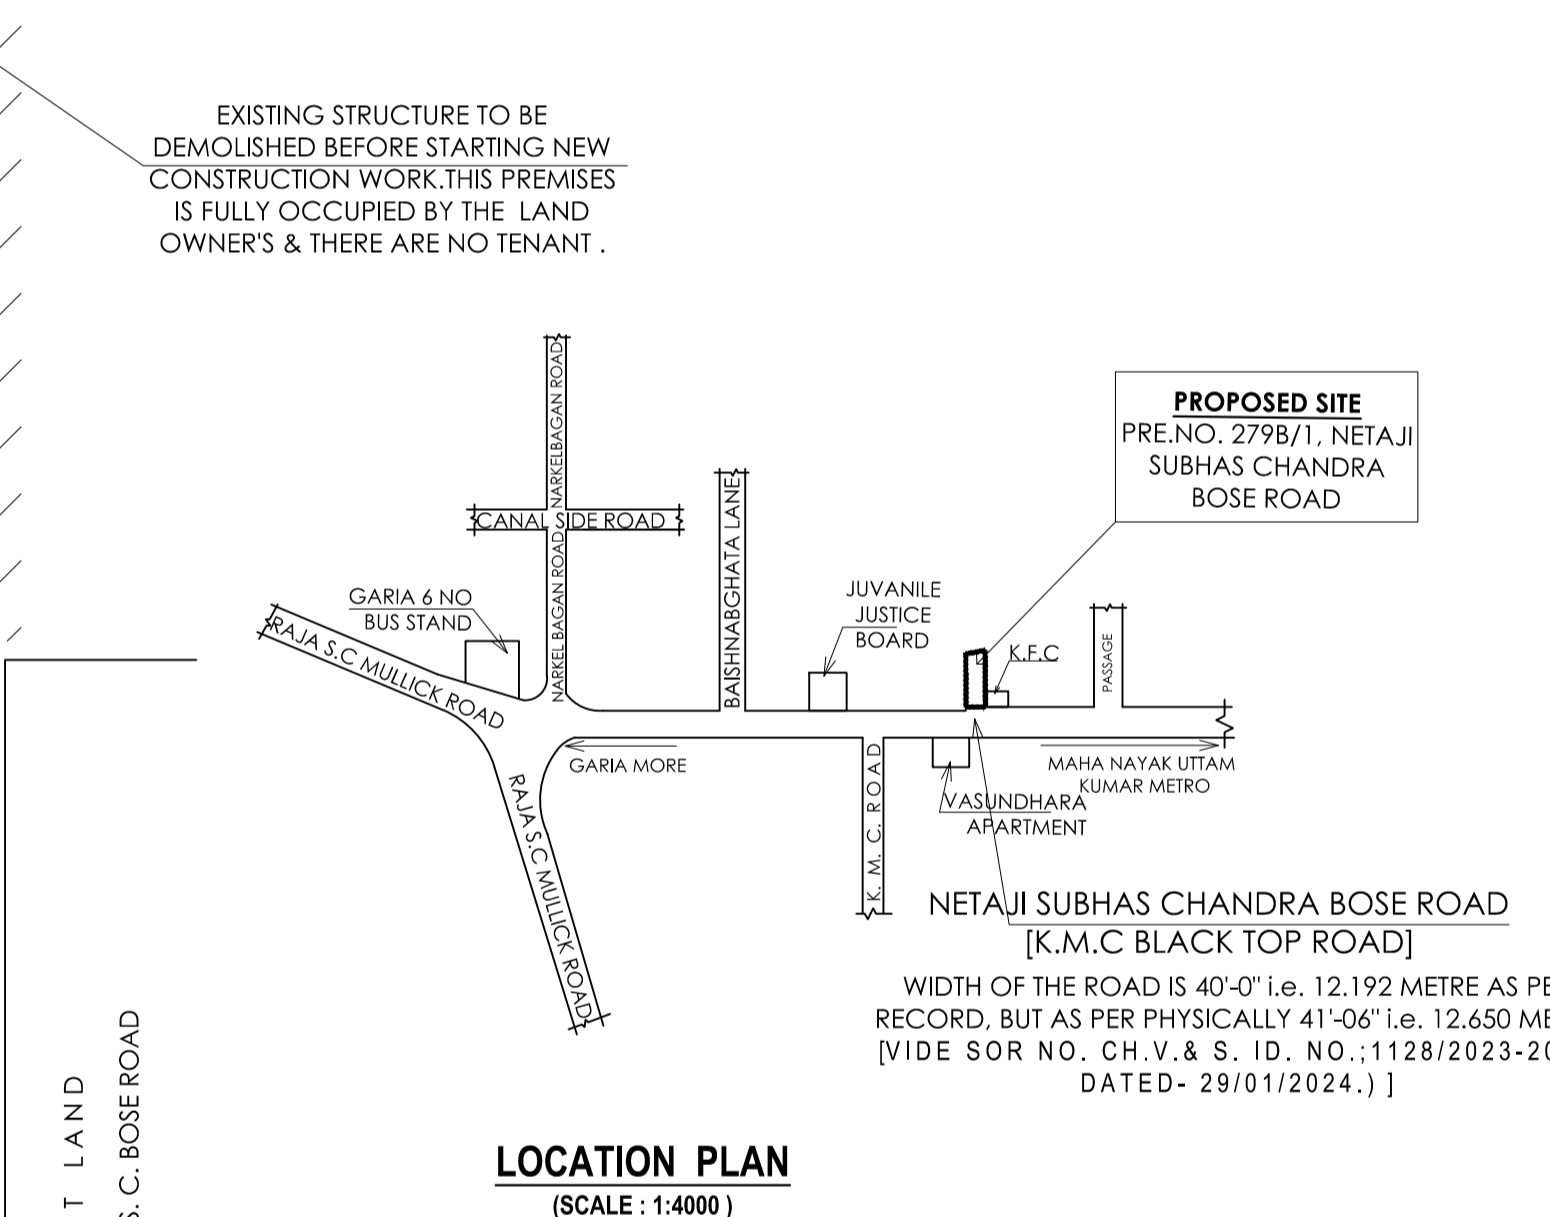 EXISTING STRUCTURE TO BE
DEMOLISHED BEFORE STARTING NEW
CONSTRUCTION WORK.THIS PREMISES
IS FULLY OCCUPIED BY THE LAND
OWNER'S & THERE ARE NO TENANT .
NARKELBAGAN ROAD
CANAL SIDE ROAD
NARKEL BAGAN ROAD
BAISHNABGHATA LANE
PROPOSED SITE
PRE.NO. 279B/1, NETAJI
SUBHAS CHANDRA
BOSE ROAD
GARIA 6 NO
BUS STAND
RAJA S.C MULLICK ROAD
JUVANILE
JUSTICE
BOARD
K.F.C
PASSAGE
GARIA MORE
RAJA S.C MULLICK ROAD
K. M. C. ROAD
VASUNDHARA
APARTMENT
MAHA NAYAK UTTAM
KUMAR METRO
NETAJI SUBHAS CHANDRA BOSE ROAD
[K.M.C BLACK TOP ROAD]
WIDTH OF THE ROAD IS 40'-0" i.e. 12.192 METRE AS PE
RECORD, BUT AS PER PHYSICALLY 41'-06" i.e. 12.650 ME
[VIDE SOR NO. CH.V.& S. ID. NO.;1128/2023-20
DATED- 29/01/2024.) ]
T LAND
S. C. BOSE ROAD
LOCATION PLAN
(SCALE : 1:4000 )